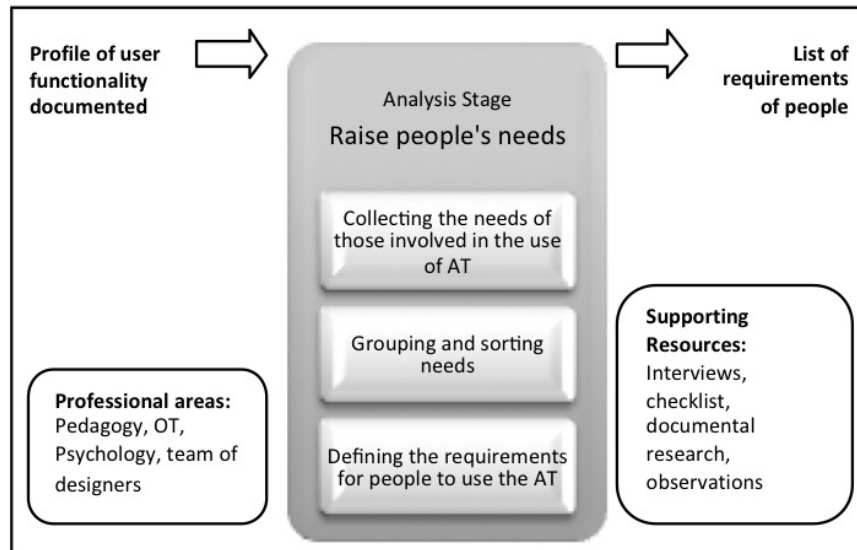 Profile of user
functionality
documented
List of
requirements
of people
Analysis Stage
Raise people's needs
Collecting the needs of
those involved in the use
of AT
Grouping and sorting
needs
Defining the requirements
for people to use the AT
Professional areas:
Pedagogy, OT,
Psychology, team of
designers
Supporting
Resources:
Interviews,
checklist,
documental
research,
observations